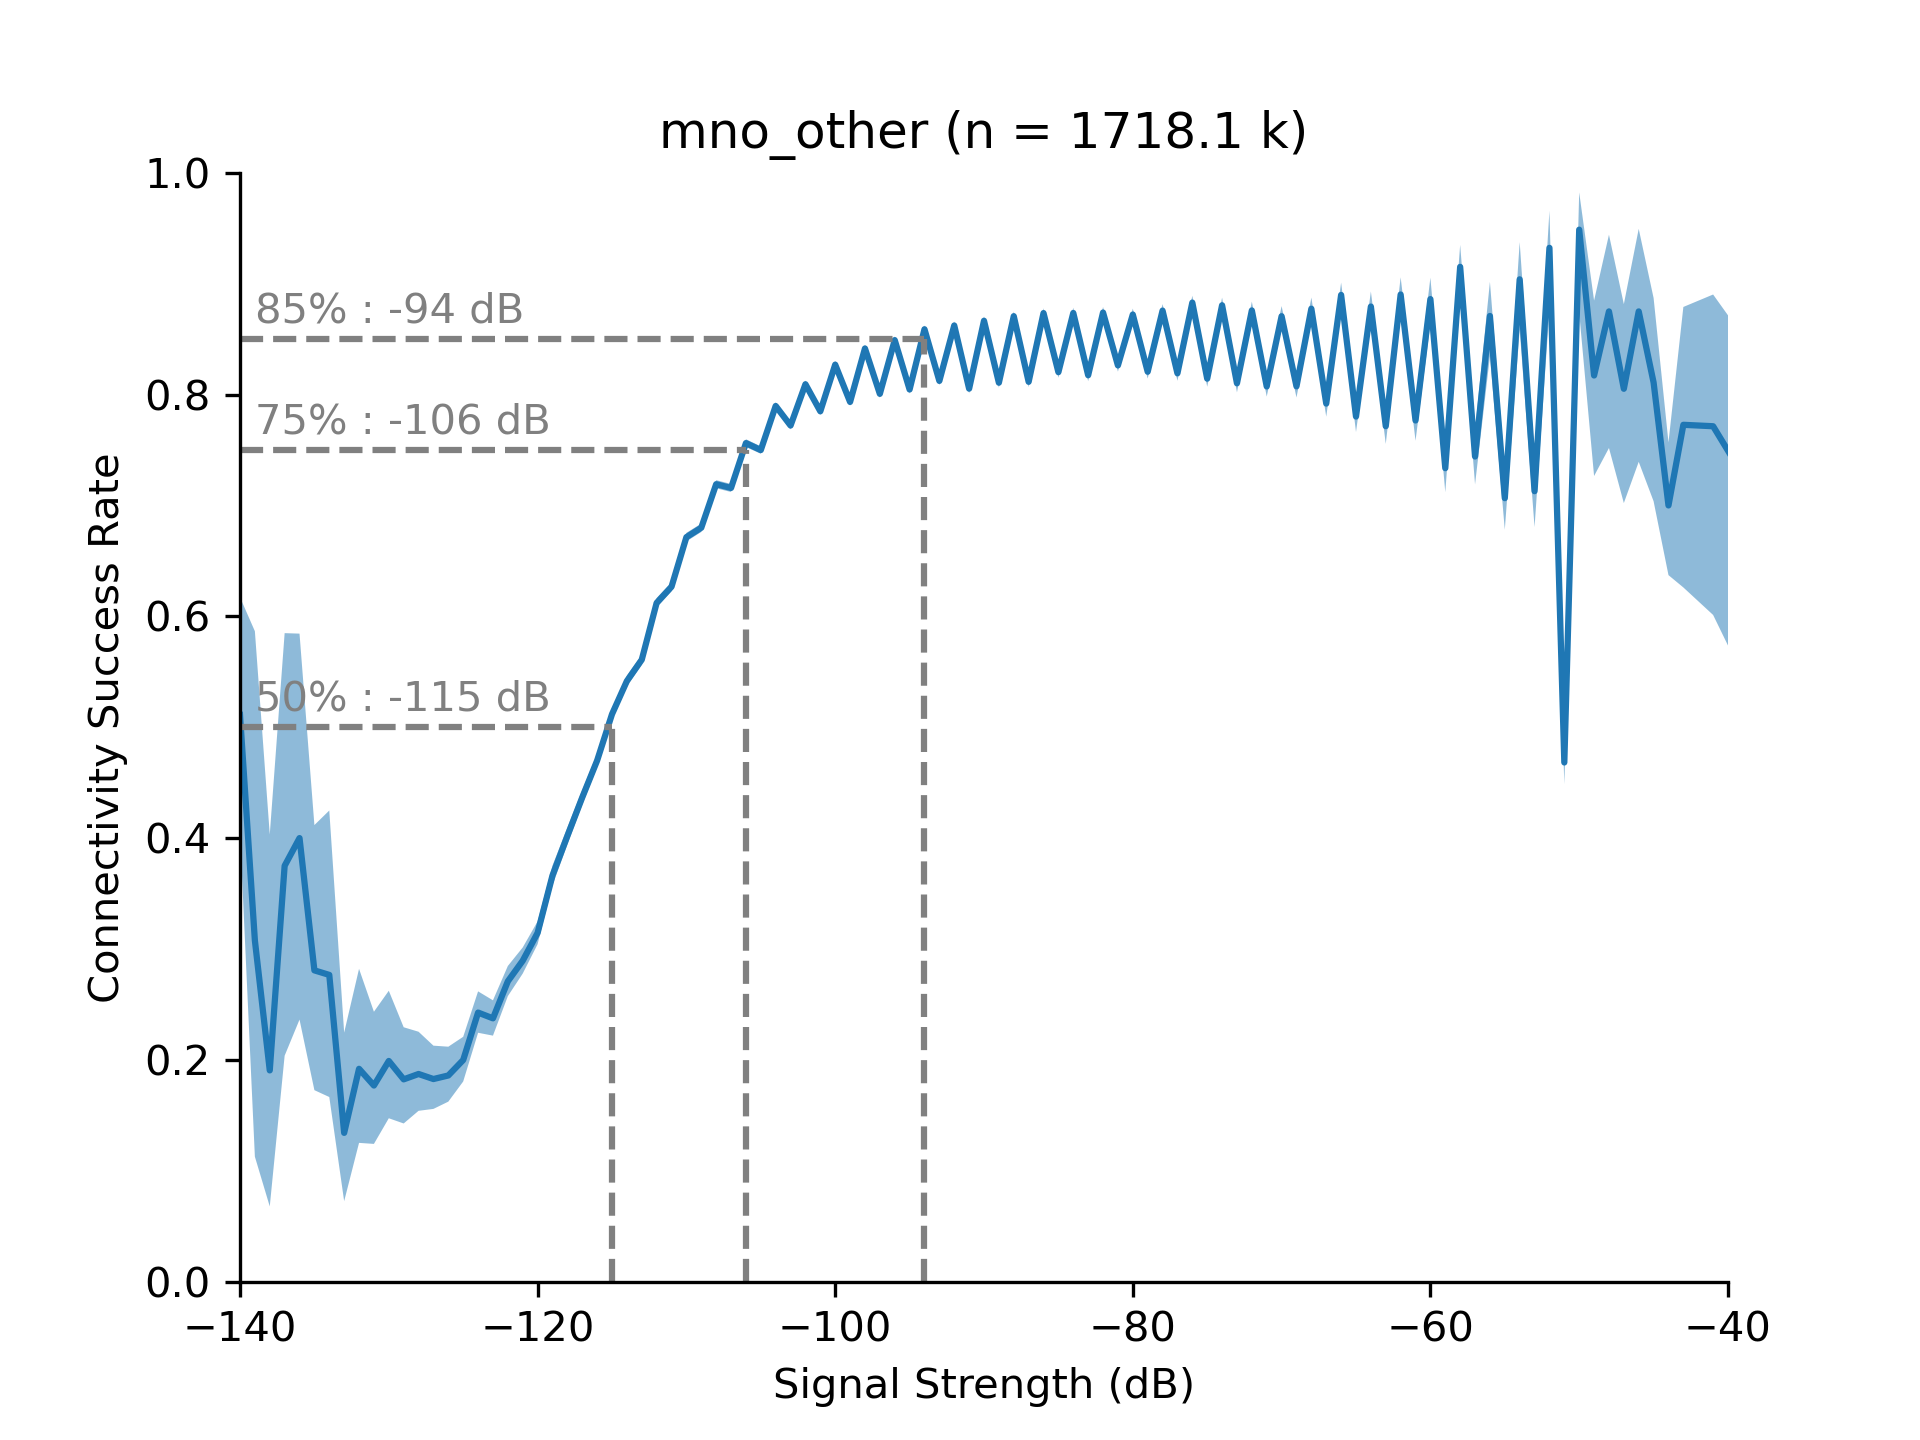 mno_other (n = 1718.1 k)
1.0
85% : -94 dB
0.8
75% : -106 dB
0.6
50% : -115 dB
0.4
0.2
0.0
Connectivity Success Rate
−140 −120 −100 −80 −60 −40
Signal Strength (dB)